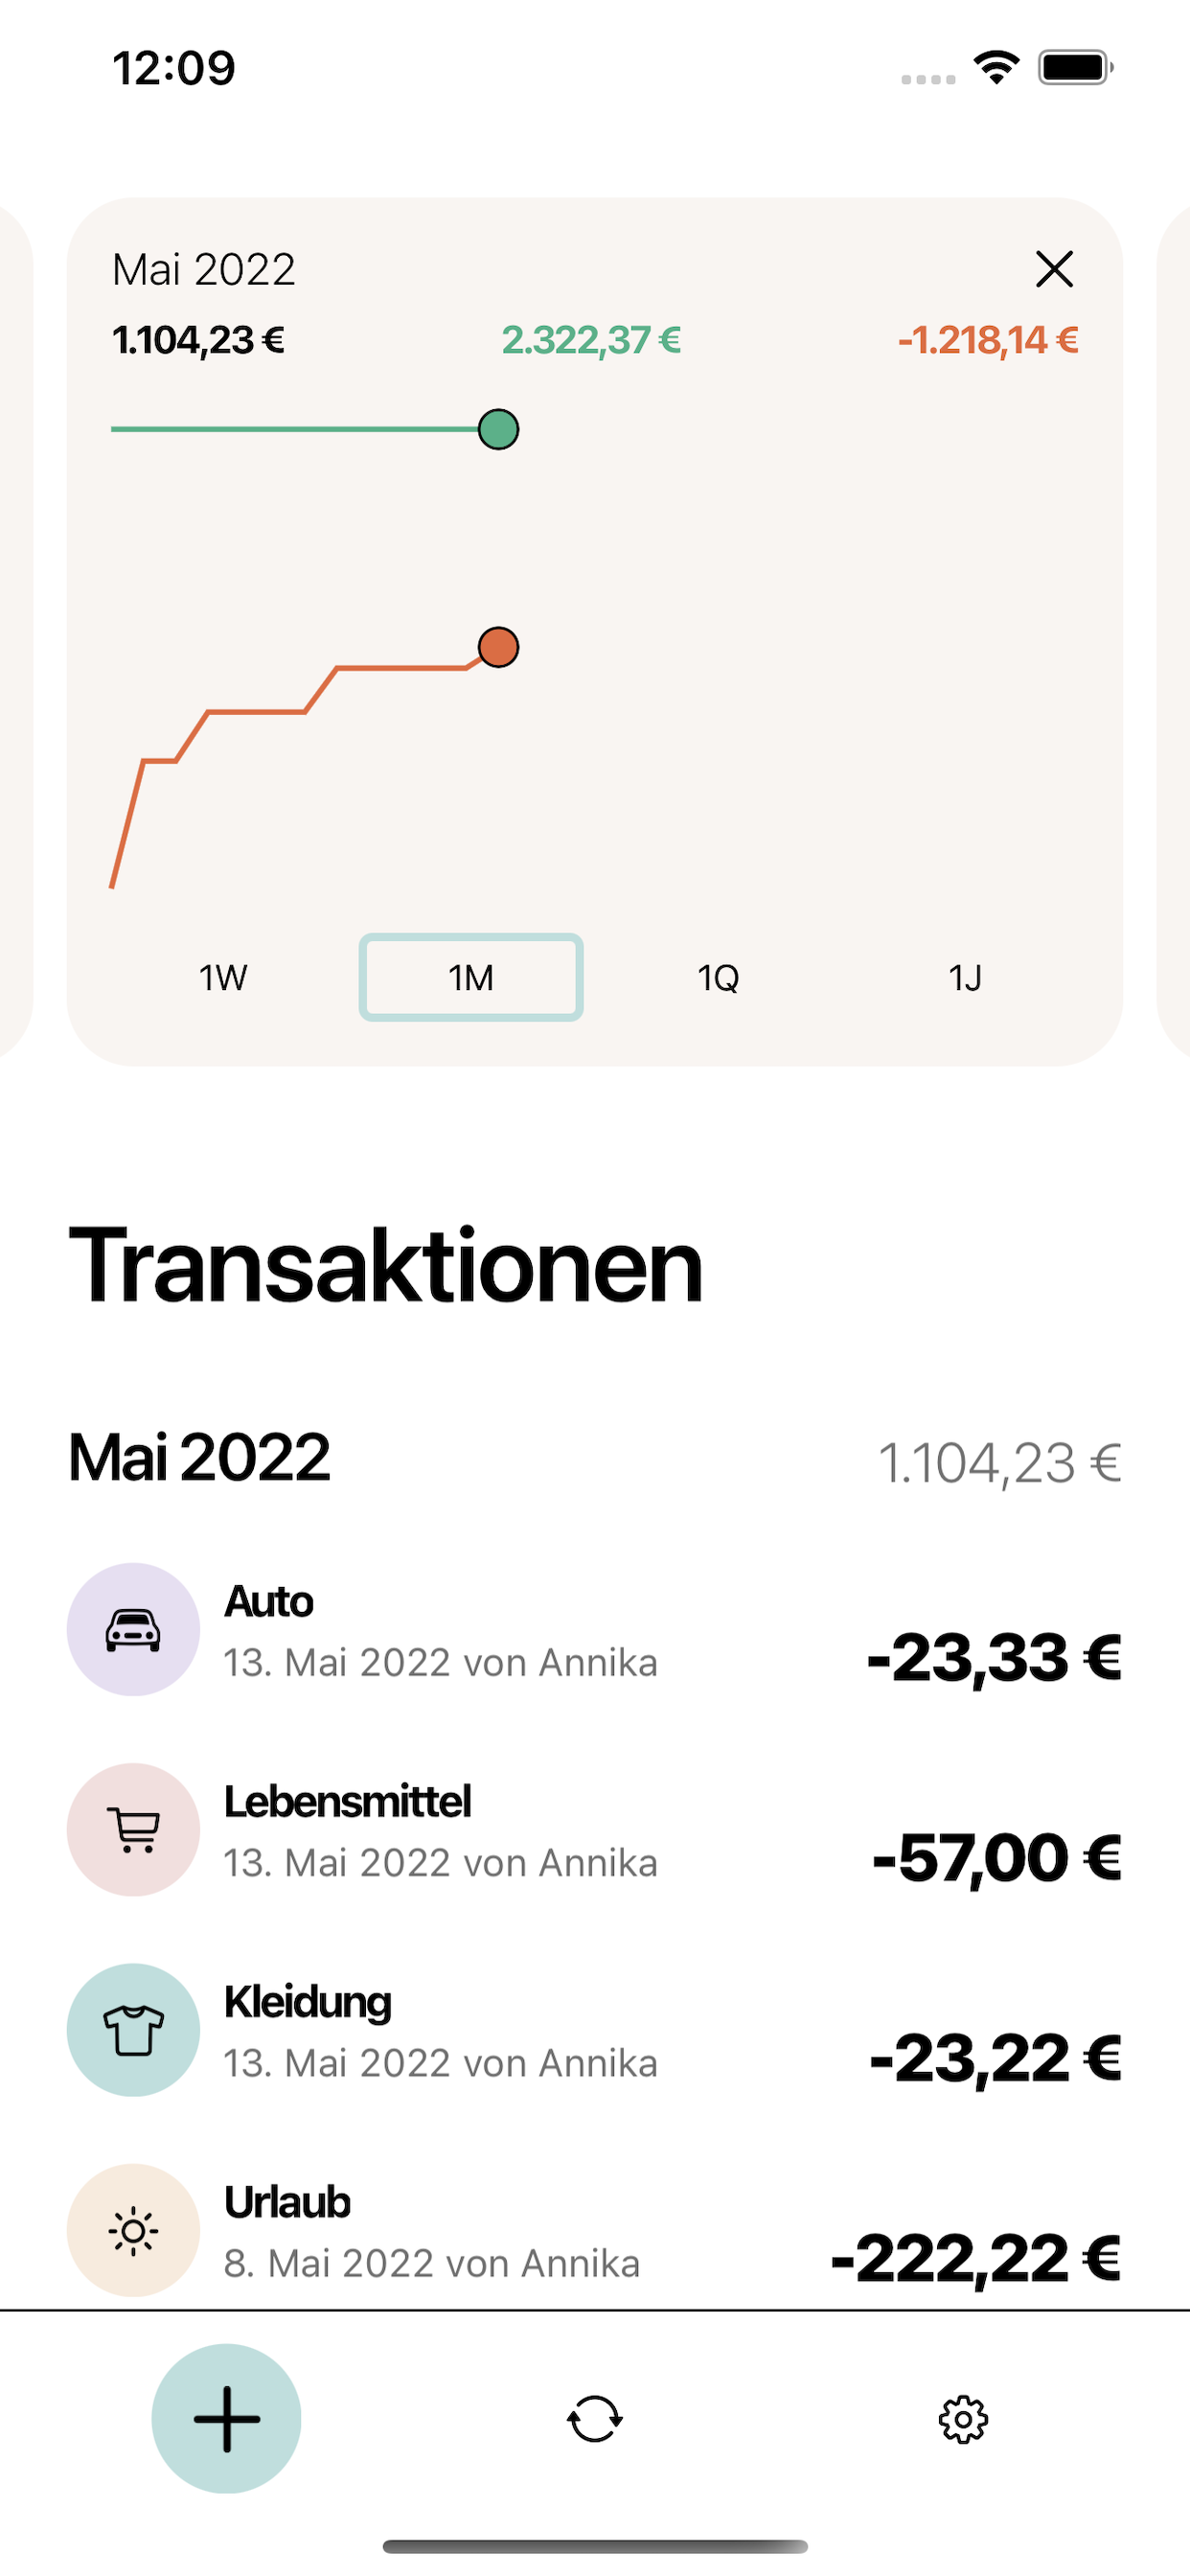 12:09
Mai 2022
1.104,23 € 2.322,37 € -1.218,14 €
1W 1M 1Q 1J
Transaktionen
Mai 2022 1.104,23 €
Auto
13. Mai 2022 von Annika
-23,33 €
Lebensmittel
13. Mai 2022 von Annika
-57,00 €
Kleidung
13. Mai 2022 von Annika
-23,22 €
Urlaub
8. Mai 2022 von Annika
-222,22 €